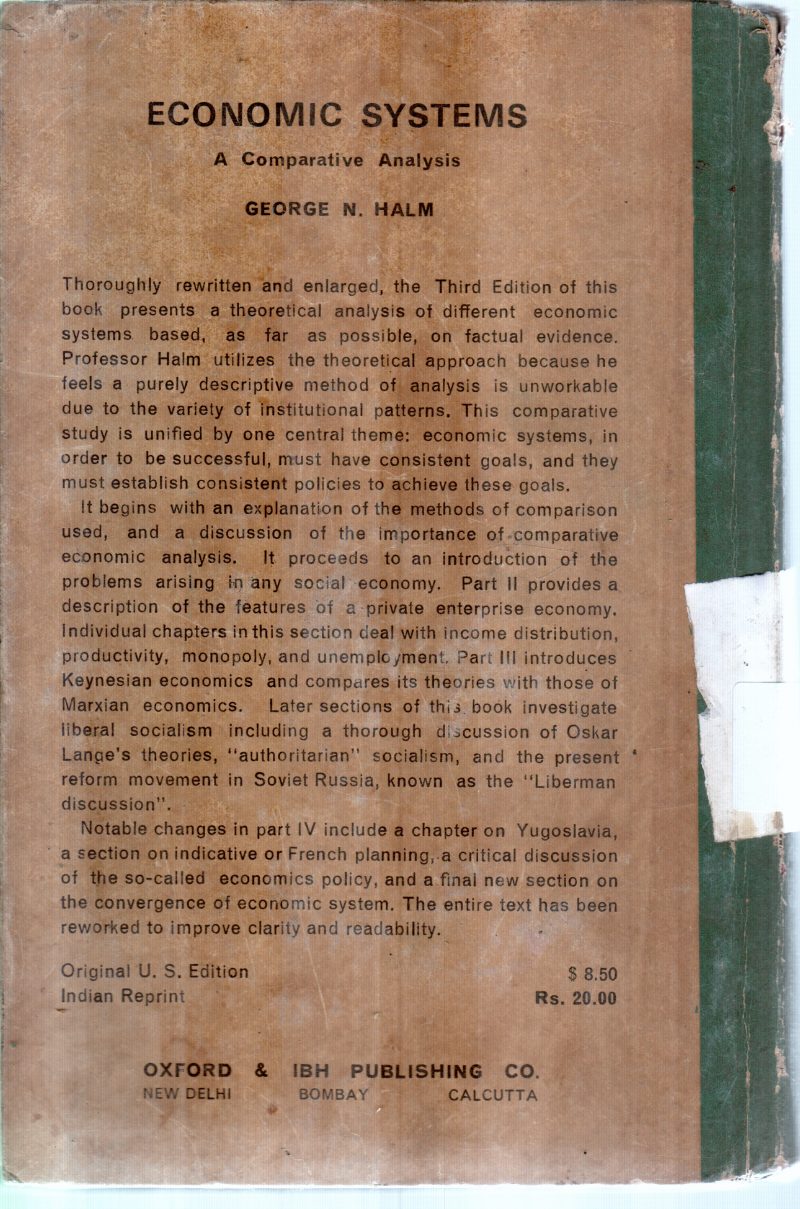 ECONOMIC SYSTEMS
A Comparative Analysis
GEORGE N. HALM
Thoroughly rewritten and enlarged, the Third Edition of this
book presents a theoretical analysis of different economic
systems based, as far as possible, on factual evidence.
Professor Halm utilizes the theoretical approach because he
feels a purely descriptive method of analysis is unworkable
due to the variety of institutional patterns. This comparative
study is unified by one central theme: economic systems, in
order to be successful, must have consistent goals, and they
must establish consistent policies to achieve these goals.
It begins with an explanation of the methods of comparison
used, and a discussion of the importance of comparative
economic analysis. It proceeds to an introduction of the
problems arising in any social economy. Part II provides a
description of the features of a private enterprise economy.
Individual chapters in this section deal with income distribution,
productivity, monopoly, and unemployment. Part III introduces
Keynesian economics and compares its theories with those of
Marxian economics. Later sections of this book investigate
liberal socialism including a thorough discussion of Oskar
Lange's theories, "authoritarian" socialism, and the present
reform movement in Soviet Russia, known as the "Liberman
discussion".
Notable changes in part IV include a chapter on Yugoslavia,
a section on indicative or French planning, a critical discussion
of the so-called economics policy, and a final new section on
the convergence of economic system. The entire text has been
reworked to improve clarity and readability.
Original U. S. Edition $ 8.50
Indian Reprint Rs. 20.00
OXFORD & IBH PUBLISHING CO.
NEW DELHI BOMBAY CALCUTTA